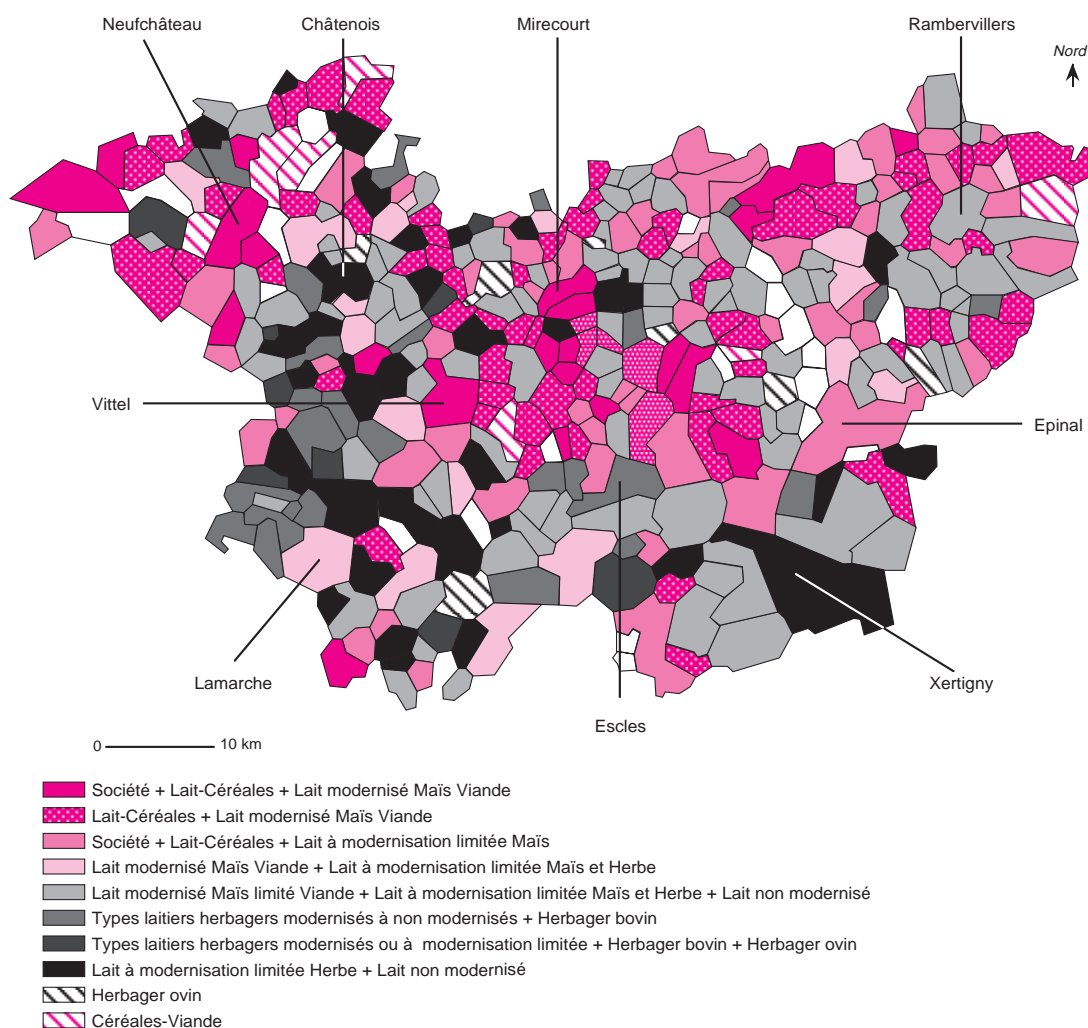 Neufchâteau Châtenois Mirecourt Rambervillers
Nord
Vittel
Epinal
Lamarche
Xertigny
Escles
0 10 km
Société + Lait-Céréales + Lait modernisé Maïs Viande
Lait-Céréales + Lait modernisé Maïs Viande
Société + Lait-Céréales + Lait à modernisation limitée Maïs
Lait modernisé Maïs Viande + Lait à modernisation limitée Maïs et Herbe
Lait modernisé Maïs limité Viande + Lait à modernisation limitée Maïs et Herbe + Lait non modernisé
Types laitiers herbagers modernisés à non modernisés + Herbager bovin
Types laitiers herbagers modernisés ou à modernisation limitée + Herbager bovin + Herbager ovin
Lait à modernisation limitée Herbe + Lait non modernisé
Herbager ovin
Céréales-Viande